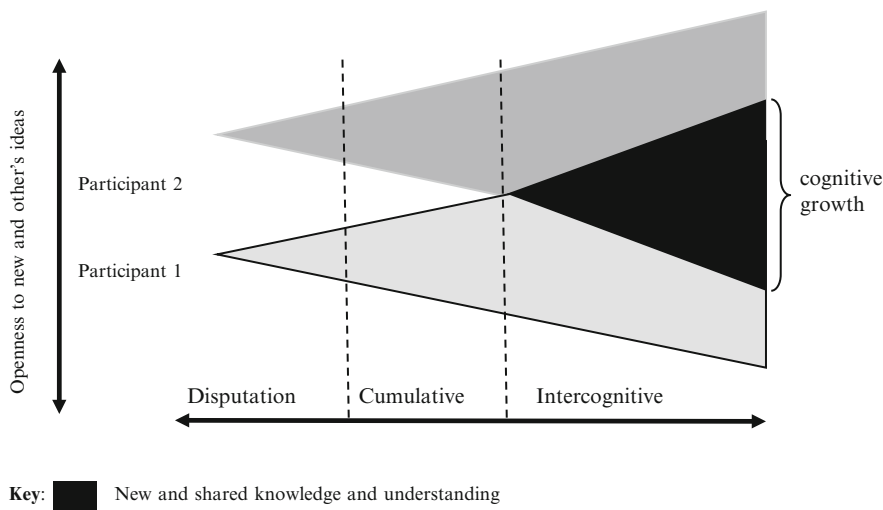 Openness to new and other's ideas
Participant 2
Participant 1
cognitive
growth
Disputation
Cumulative
Intercognitive
Key: New and shared knowledge and understanding